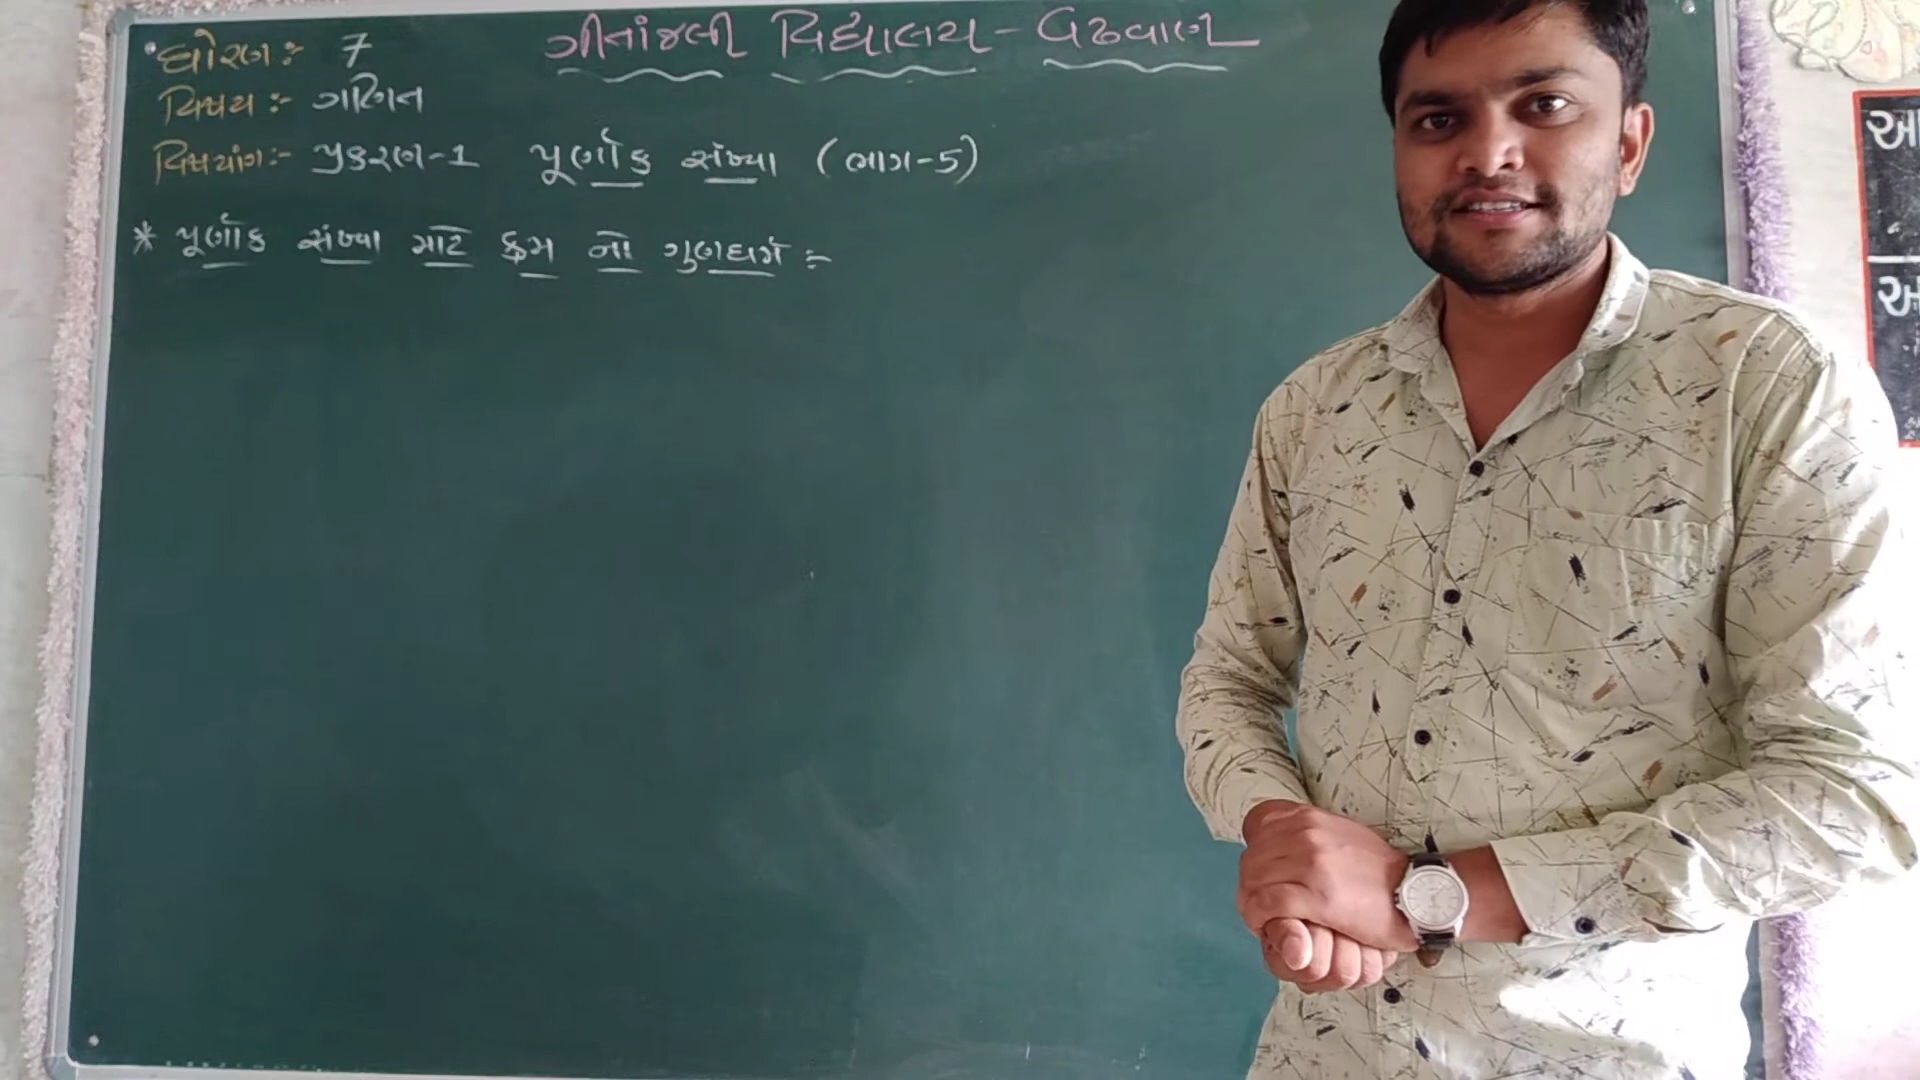 ગીતાંજલી વિદ્યાલય - વઢવાણ
ધોરણ :- 7
વિષય :- ગણિત
વિષયાંગ :- પ્રકરણ-1 પૂર્ણાંક સંખ્યા (ભાગ-5)
* પૂર્ણાંક સંખ્યા માટે ક્રમ નો ગુણધર્મ :-